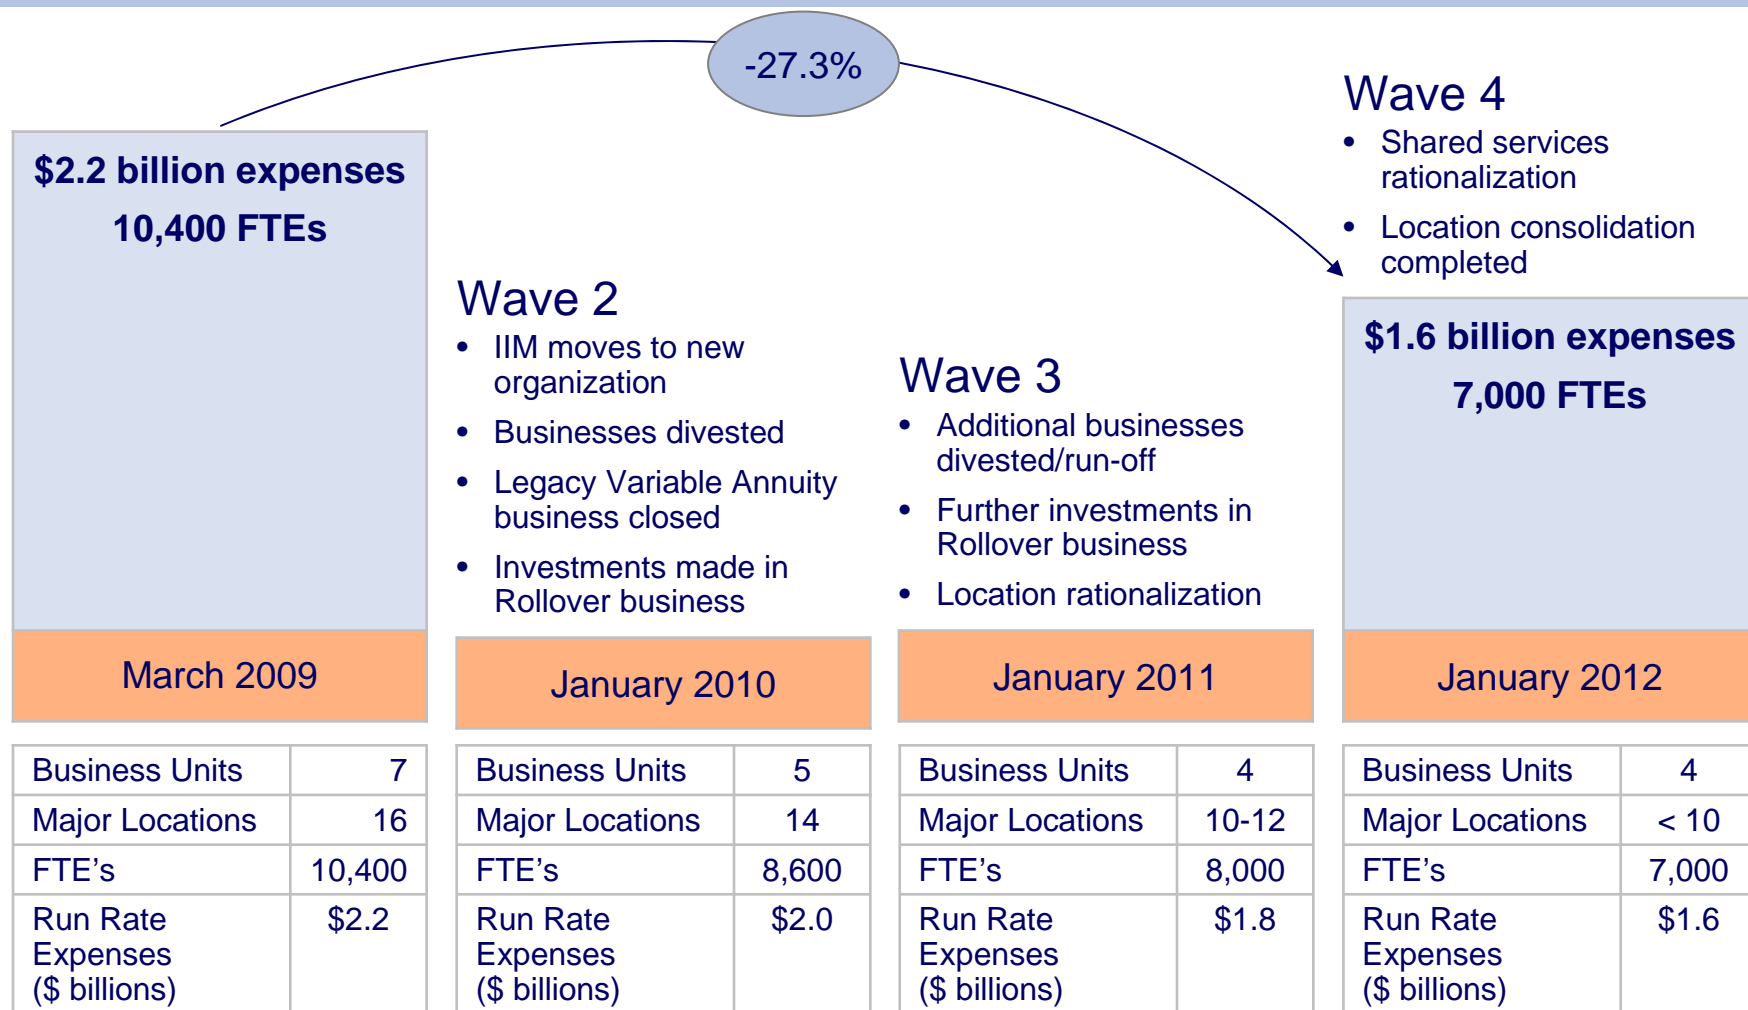 -27.3%
$2.2 billion expenses
10,400 FTEs
Wave 2
• IIM moves to new
organization
• Businesses divested
• Legacy Variable Annuity
business closed
• Investments made in
Rollover business
Wave 3
• Additional businesses
divested/run-off
• Further investments in
Rollover business
• Location rationalization
Wave 4
• Shared services
rationalization
• Location consolidation
completed
$1.6 billion expenses
7,000 FTEs
March 2009
January 2010
January 2011
January 2012
Business Units 7
Major Locations 16
FTE’s 10,400
Run Rate $2.2
Expenses
($ billions)
Business Units 5
Major Locations 14
FTE’s 8,600
Run Rate $2.0
Expenses
($ billions)
Business Units 4
Major Locations 10-12
FTE’s 8,000
Run Rate $1.8
Expenses
($ billions)
Business Units 4
Major Locations < 10
FTE’s 7,000
Run Rate $1.6
Expenses
($ billions)